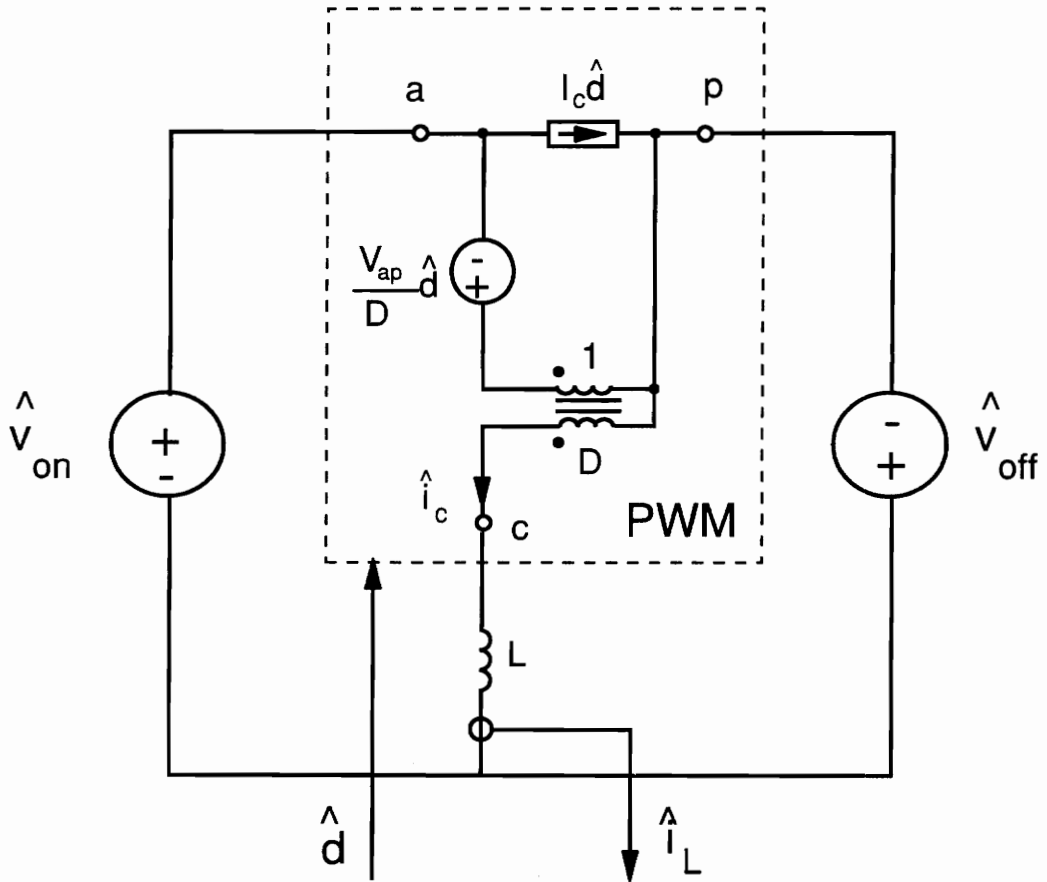 a
I_c d̂
p
V_ap/D d̂
- +
1
D
î_c
c
PWM
v̂_on
+ -
v̂_off
- +
L
d̂
î_L